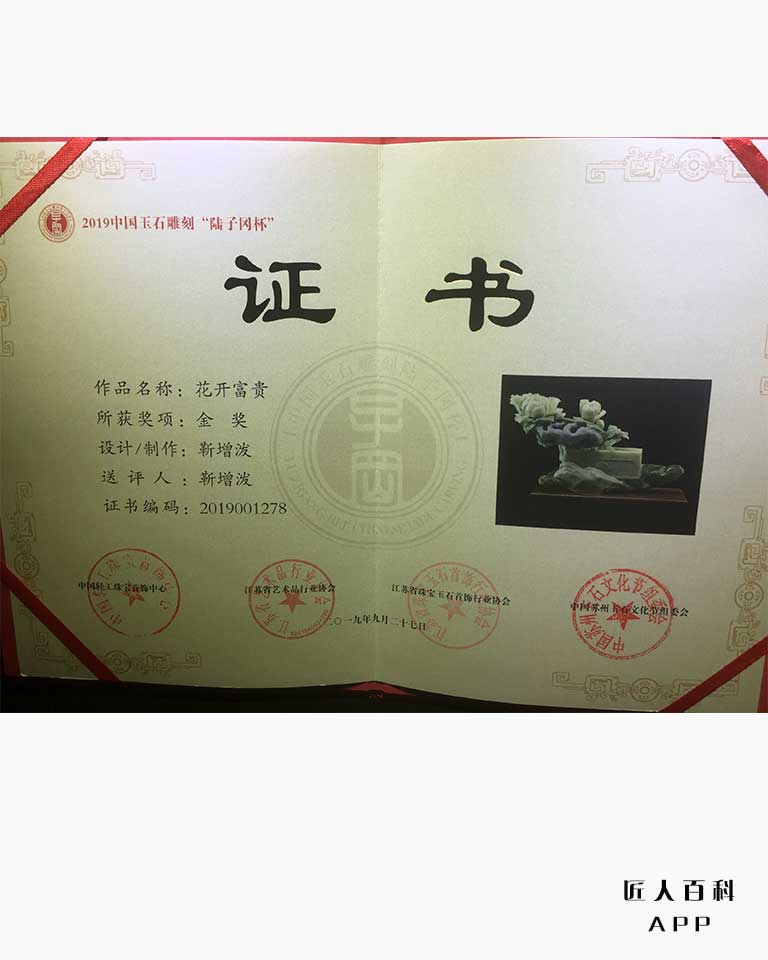 2019中国玉石雕刻“陆子冈杯”
证 书
作品名称：花开富贵
所获奖项：金 奖
设计/制作：靳增泼
送 评 人：靳增泼
证书编码：2019001278
中国轻工珠宝首饰中心
江苏省艺术品行业协会
江苏省珠宝玉石首饰行业协会
中国苏州玉石文化节组委会
二〇一九年九月二十七日
匠人百科
APP